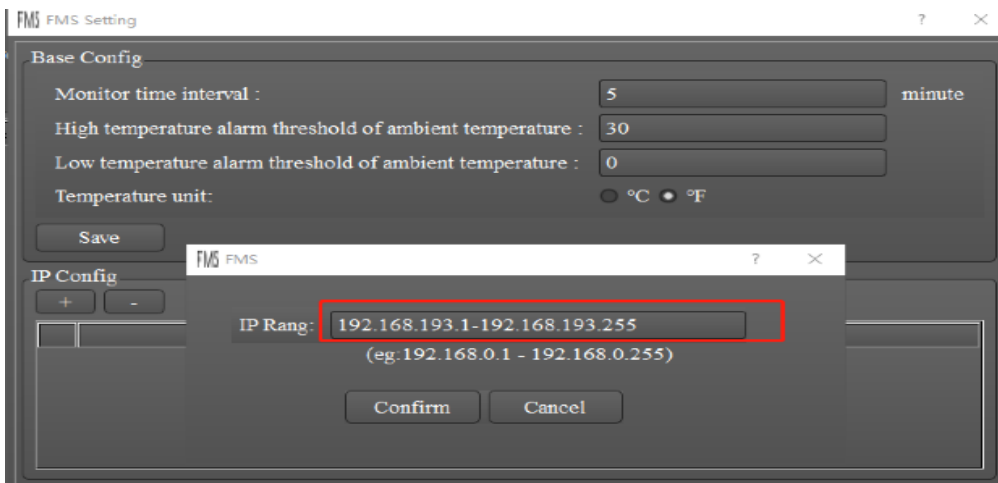 FMS FMS Setting ? ×
Base Config
Monitor time interval : 5 minute
High temperature alarm threshold of ambient temperature : 30
Low temperature alarm threshold of ambient temperature : 0
Temperature unit: °C °F
Save
FMS FMS ? ×
IP Config
+ -
IP Rang: 192.168.193.1-192.168.193.255
(eg:192.168.0.1 - 192.168.0.255)
Confirm Cancel